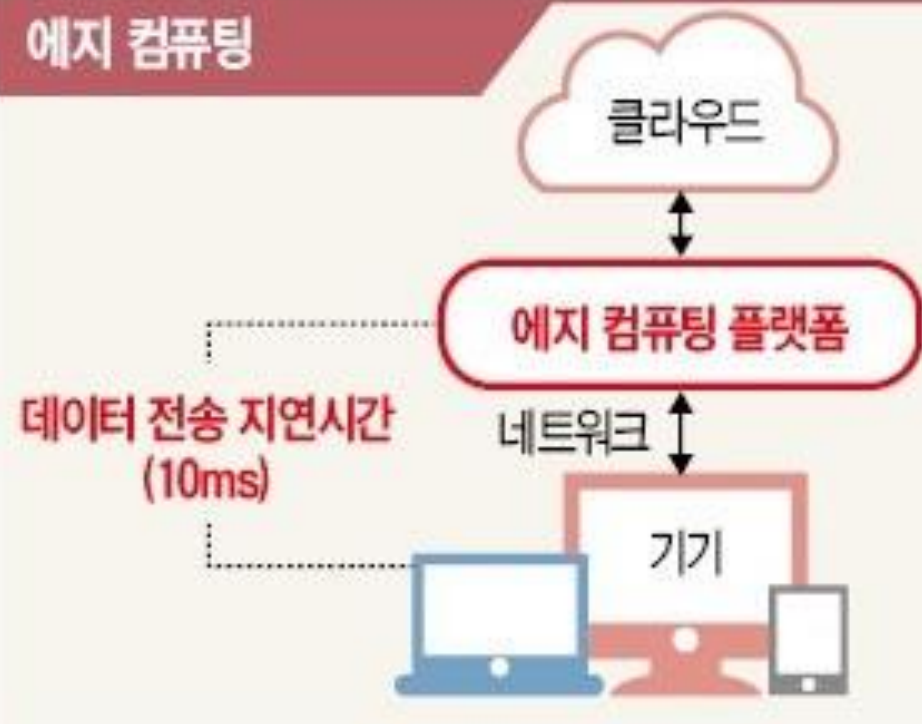 에지 컴퓨팅
클라우드
에지 컴퓨팅 플랫폼
데이터 전송 지연시간
(10ms)
네트워크
기기